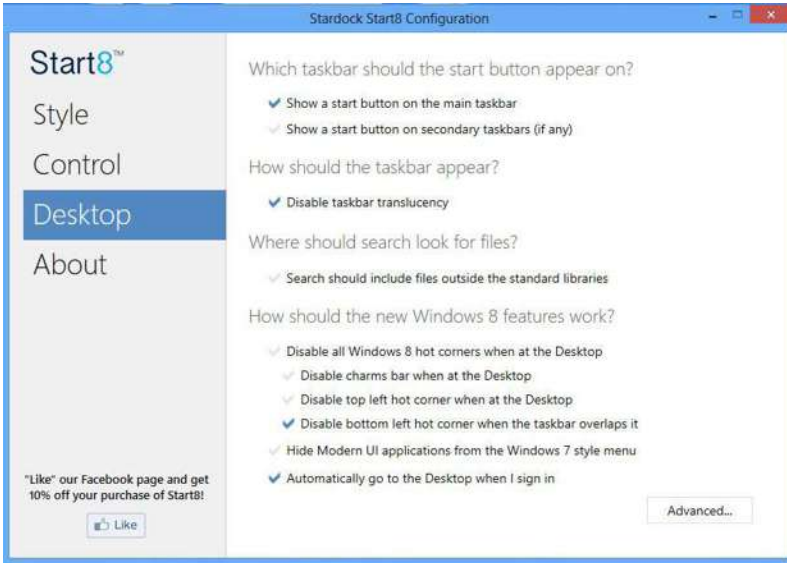 Stardock Start8 Configuration
Start8™
Style
Control
Desktop
About
"Like" our Facebook page and get
10% off your purchase of Start8!
Like
Which taskbar should the start button appear on?
Show a start button on the main taskbar
Show a start button on secondary taskbars (if any)
How should the taskbar appear?
Disable taskbar translucency
Where should search look for files?
Search should include files outside the standard libraries
How should the new Windows 8 features work?
Disable all Windows 8 hot corners when at the Desktop
Disable charms bar when at the Desktop
Disable top left hot corner when at the Desktop
Disable bottom left hot corner when the taskbar overlaps it
Hide Modern UI applications from the Windows 7 style menu
Automatically go to the Desktop when I sign in
Advanced...